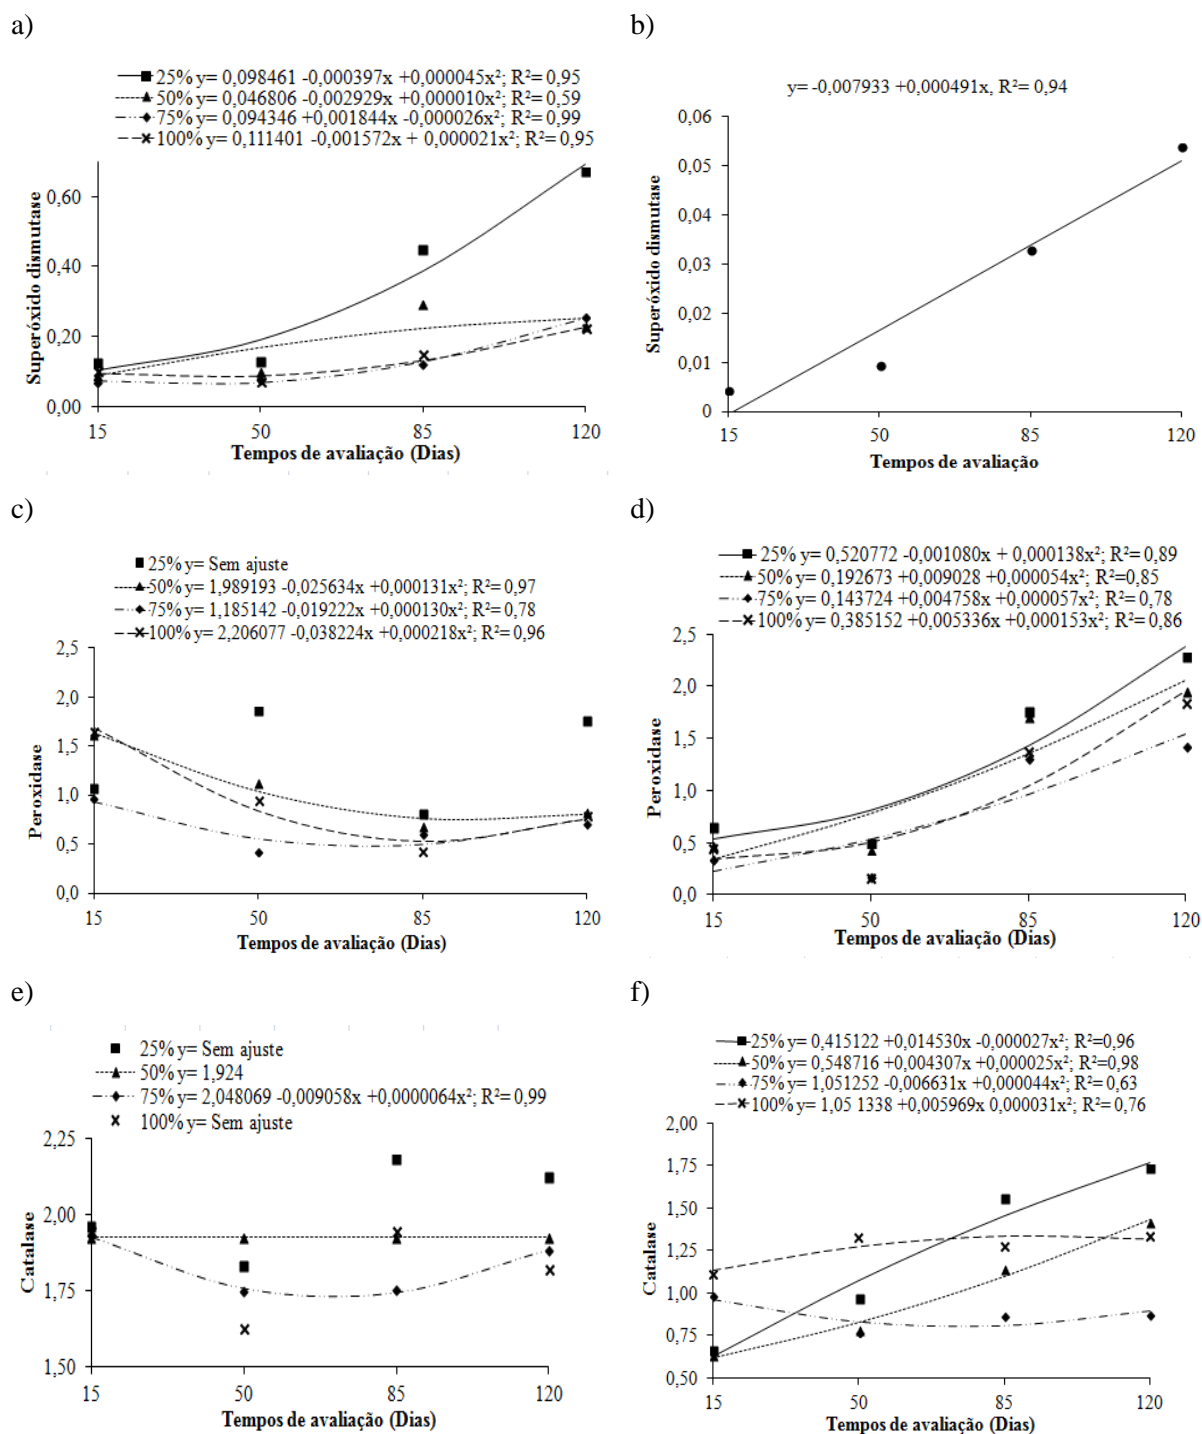 a)
25% y= 0,098461 -0,000397x +0,000045x²; R²= 0,95
50% y= 0,046806 -0,002929x +0,000010x²; R²= 0,59
75% y= 0,094346 +0,001844x -0,000026x²; R²= 0,99
100% y= 0,111401 -0,001572x + 0,000021x²; R²= 0,95
Superóxido dismutase
0,60
0,40
0,20
0,00
15 50 85 120
Tempos de avaliação (Dias)
b)
y= -0,007933 +0,000491x, R²= 0,94
Superóxido dismutase
0,06
0,05
0,04
0,03
0,02
0,01
0
15 50 85 120
Tempos de avaliação
c)
25% y= Sem ajuste
50% y= 1,989193 -0,025634x +0,000131x²; R²= 0,97
75% y= 1,185142 -0,019222x +0,000130x²; R²= 0,78
100% y= 2,206077 -0,038224x +0,000218x²; R²= 0,96
Peroxidase
2,5
2,0
1,5
1,0
0,5
0,0
15 50 85 120
Tempos de avaliação (Dias)
d)
25% y= 0,520772 -0,001080x + 0,000138x²; R²= 0,89
50% y= 0,192673 +0,009028 +0,000054x²; R²= 0,85
75% y= 0,143724 +0,004758x +0,000057x²; R²= 0,78
100% y= 0,385152 +0,005336x +0,000153x²; R²= 0,86
Peroxidase
2,5
2,0
1,5
1,0
0,5
0,0
15 50 85 120
Tempos de avaliação (Dias)
e)
25% y= Sem ajuste
50% y= 1,924
75% y= 2,048069 -0,009058x +0,0000064x²; R²= 0,99
100% y= Sem ajuste
Catalase
2,25
2,00
1,75
1,50
15 50 85 120
Tempos de avaliação (Dias)
f)
25% y= 0,415122 +0,014530x -0,000027x²; R²=0,96
50% y= 0,548716 +0,004307x +0,000025x²; R²=0,98
75% y= 1,051252 -0,006631x +0,000044x²; R²= 0,63
100% y= 1,05 1338 +0,005969x 0,000031x²; R²= 0,76
Catalase
2,00
1,75
1,50
1,25
1,00
0,75
0,50
15 50 85 120
Tempos de avaliação (Dias)